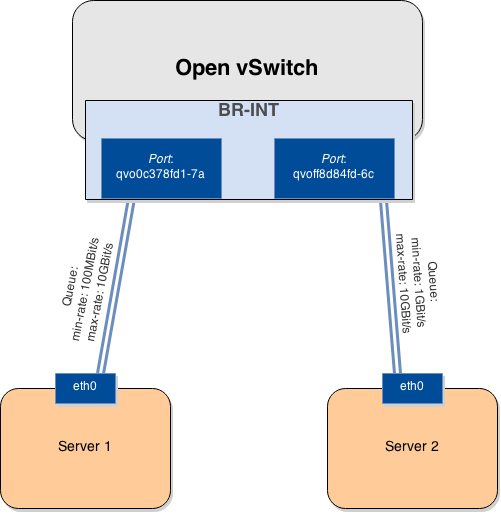 Open vSwitch
BR-INT
Port:
qvo0c378fd1-7a
Port:
qvoff8d84fd-6c
Queue:
min-rate: 100MBit/s
max-rate: 10GBit/s
Queue:
min-rate: 1GBit/s
max-rate: 10GBit/s
eth0
Server 1
eth0
Server 2